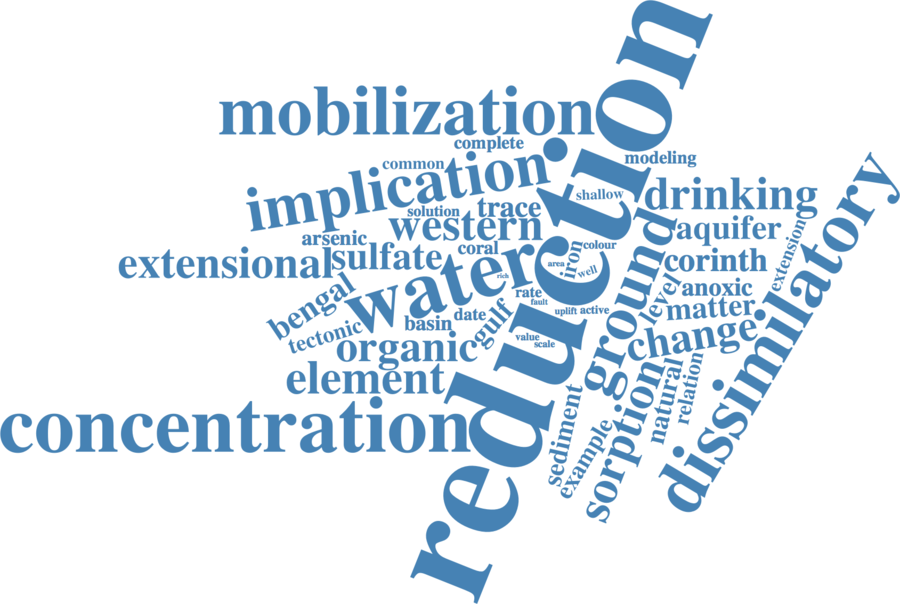 reduction
mobilization
complete
common
modeling
implication
shallow
drinking
solution
trace
western
arsenic
aquifer
extensional
sulfate
coral
iron
colour
corinth
extension
water
area
well
rich
anoxic
level
bengal
rate
matter
fault
tectonic
basin
date
gulf
uplift
active
ground
change
value
scale
organic
element
natural
relation
concentration
sediment
example
sorption
dissimilatory